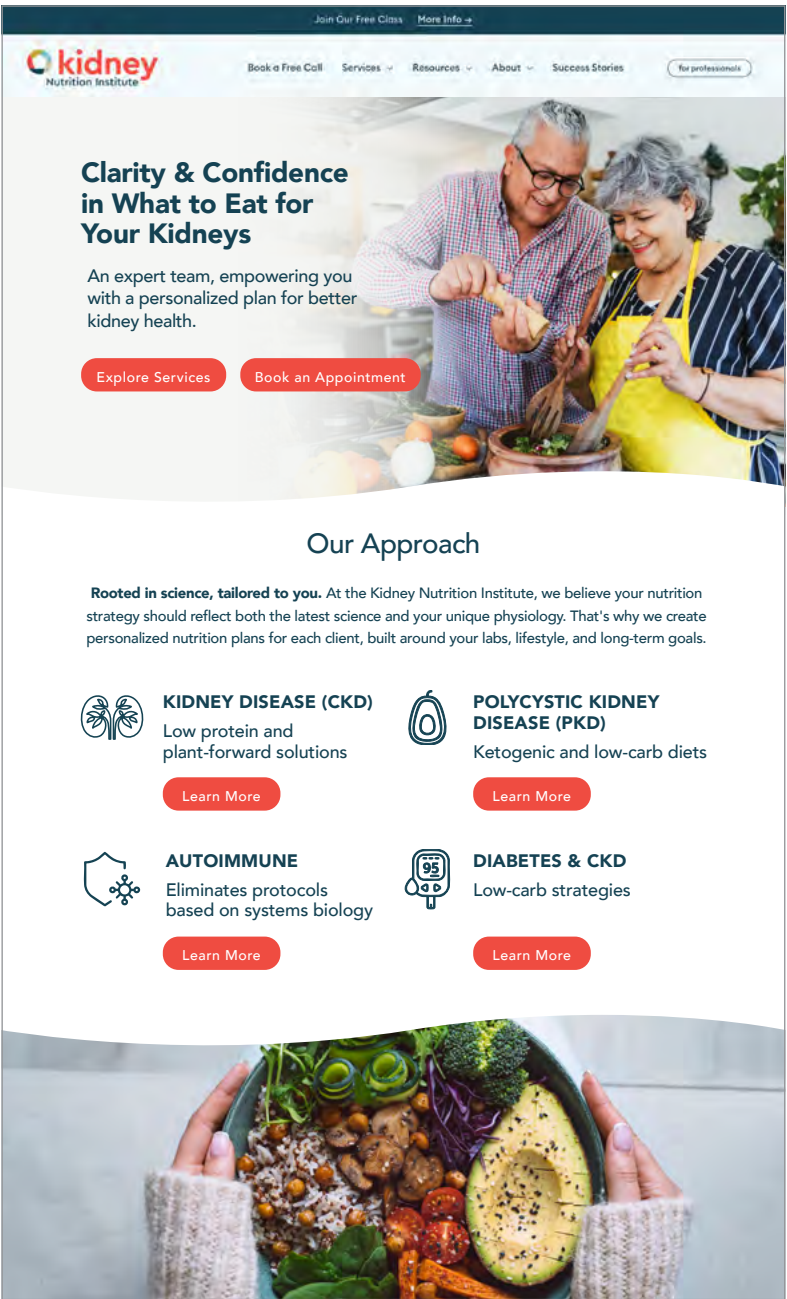 Join Our Free Class More Info →
kidney
Nutrition Institute
Book a Free Call Services Resources About Success Stories for professionals
Clarity & Confidence
in What to Eat for
Your Kidneys
An expert team, empowering you
with a personalized plan for better
kidney health.
Explore Services Book an Appointment
Our Approach
Rooted in science, tailored to you. At the Kidney Nutrition Institute, we believe your nutrition
strategy should reflect both the latest science and your unique physiology. That's why we create
personalized nutrition plans for each client, built around your labs, lifestyle, and long-term goals.
KIDNEY DISEASE (CKD)
Low protein and
plant-forward solutions
Learn More
POLYCYSTIC KIDNEY
DISEASE (PKD)
Ketogenic and low-carb diets
Learn More
AUTOIMMUNE
Eliminates protocols
based on systems biology
Learn More
95
DIABETES & CKD
Low-carb strategies
Learn More